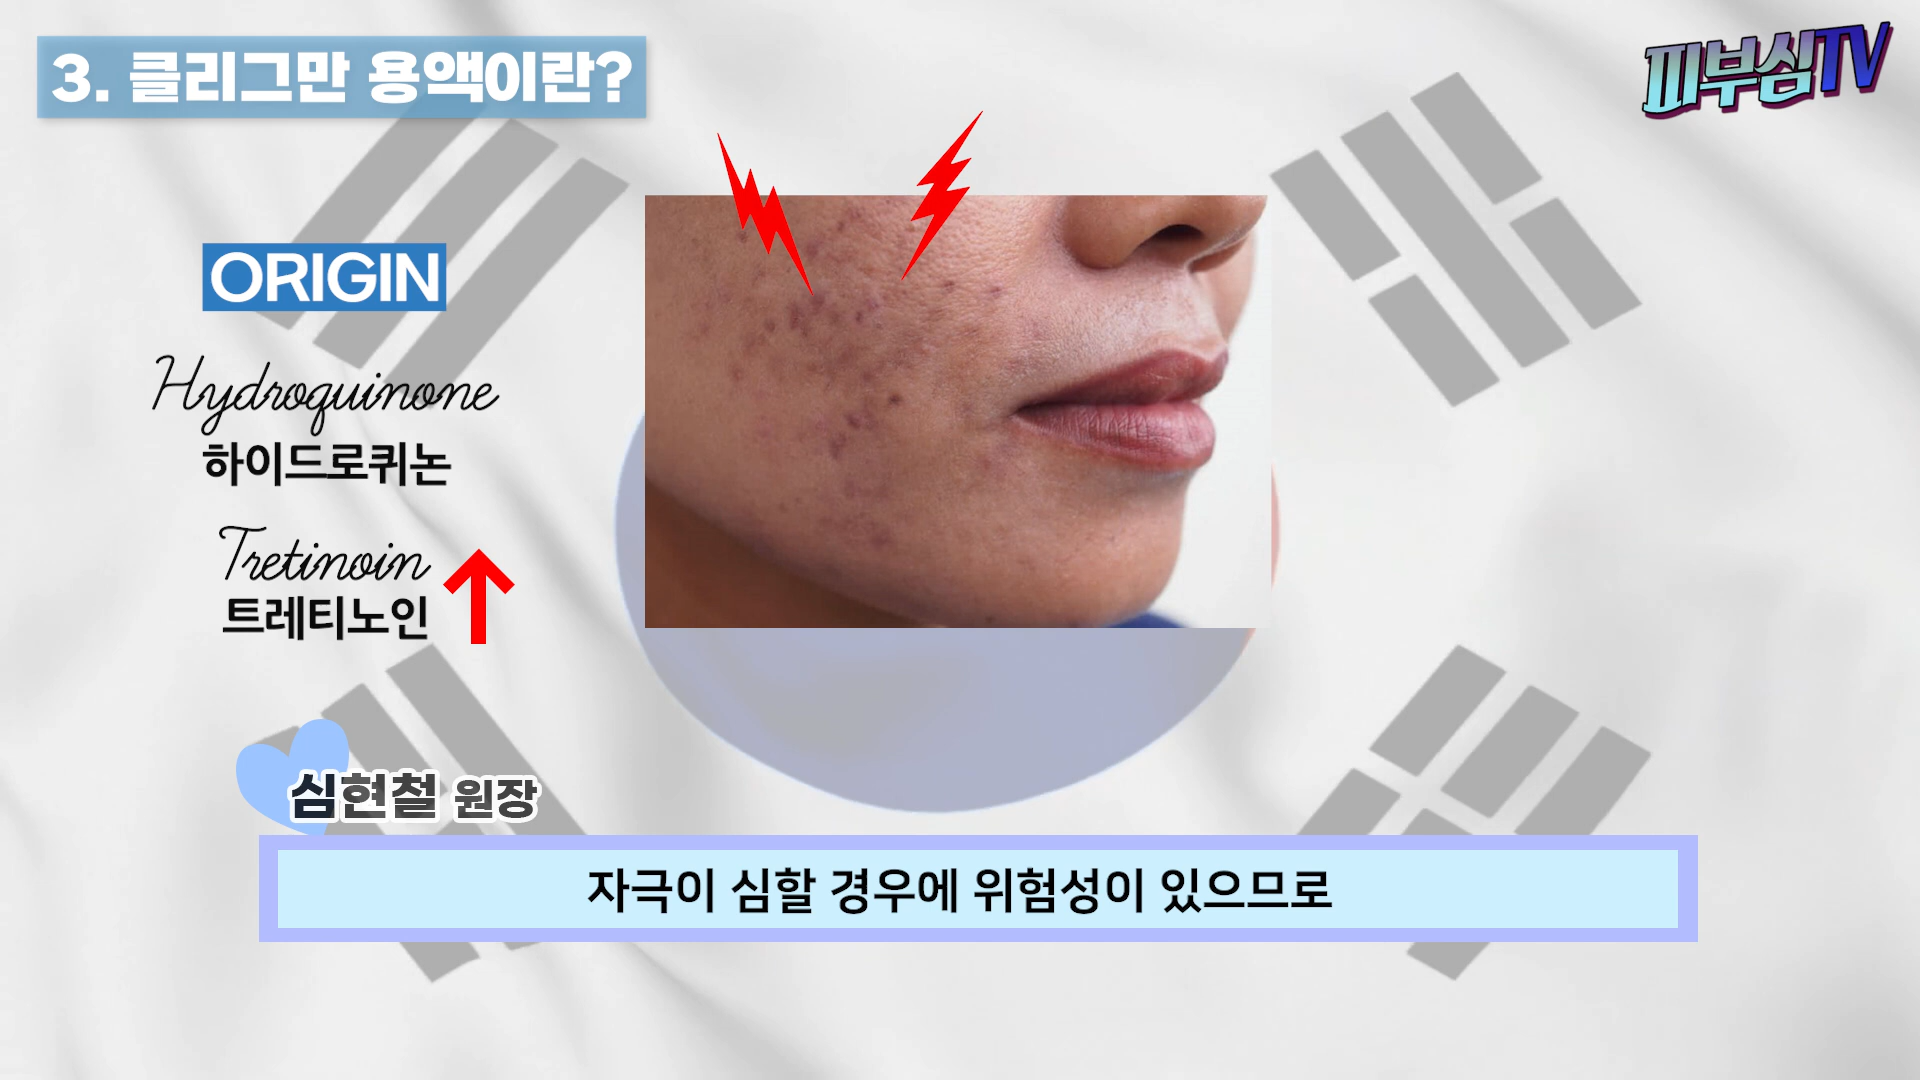 3. 클리그만 용액이란?
피부심TV
ORIGIN
Hydroquinone
하이드로퀴논
Tretinoin
트레티노인
심현철 원장
자극이 심할 경우에 위험성이 있으므로